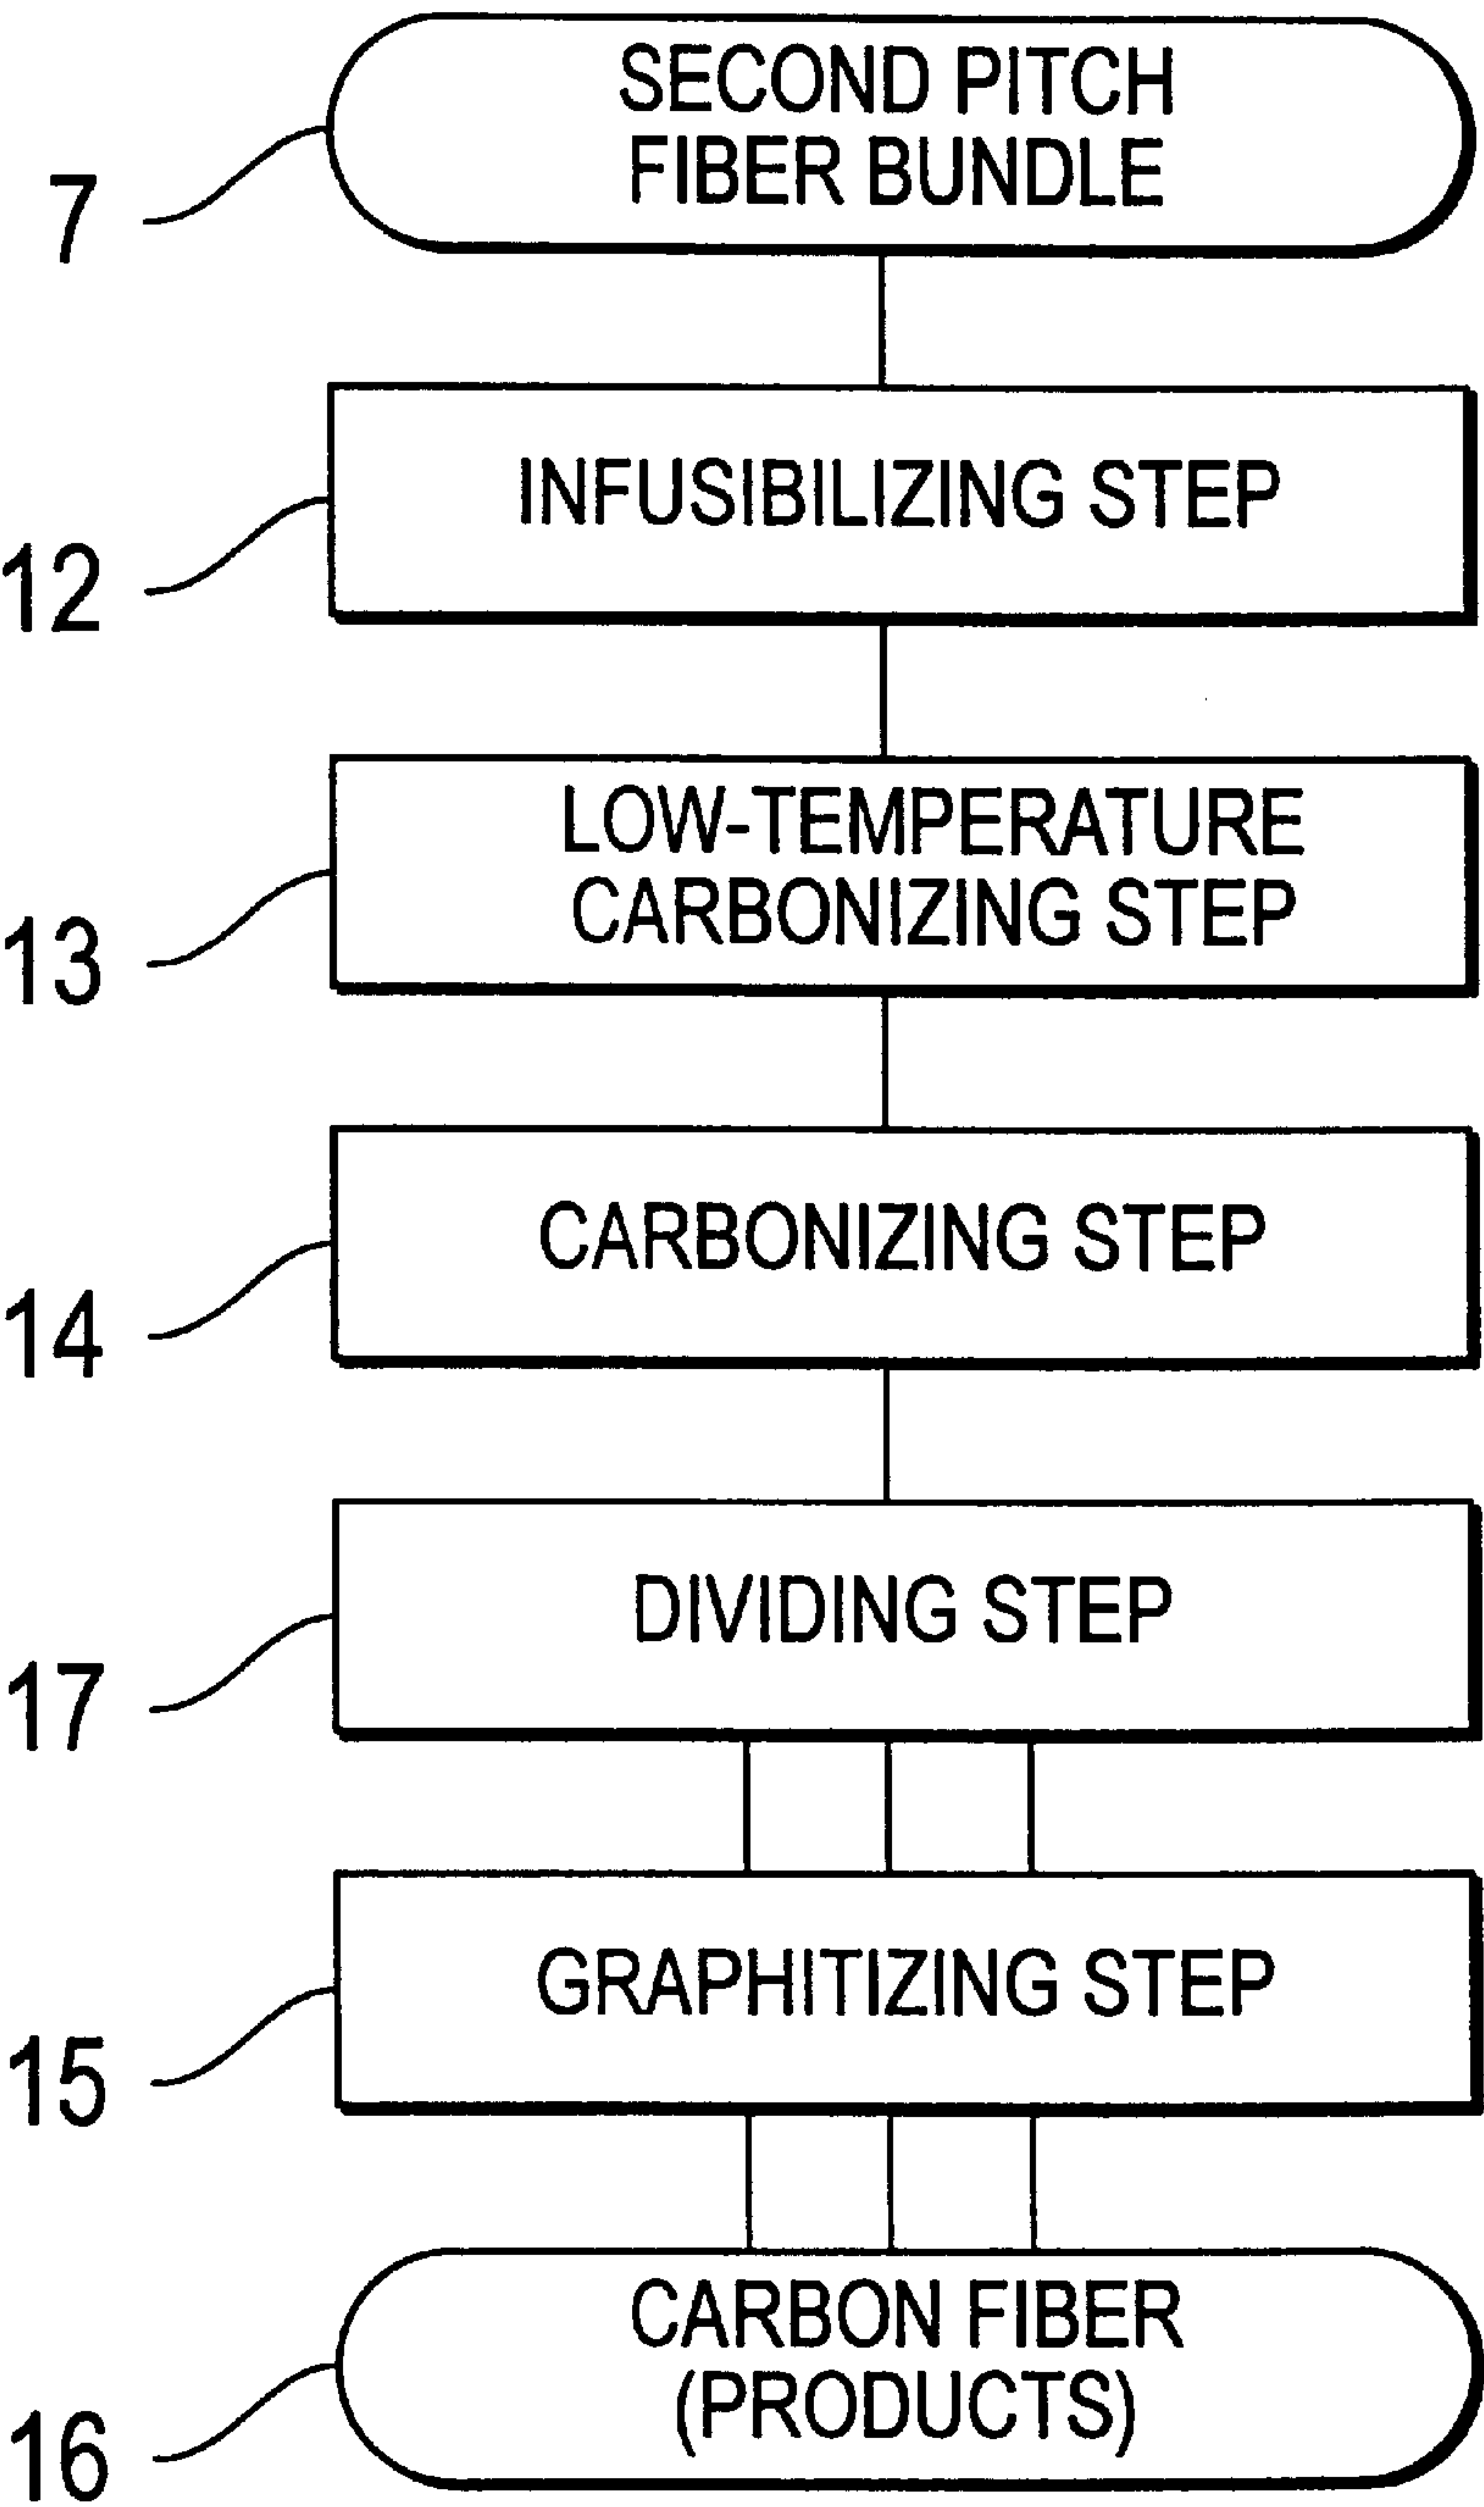 SECOND PITCH
FIBER BUNDLE
7
INFUSIBILIZING STEP
12
LOW-TEMPERATURE
CARBONIZING STEP
13
CARBONIZING STEP
14
DIVIDING STEP
17
GRAPHITIZING STEP
15
CARBON FIBER
(PRODUCTS)
16